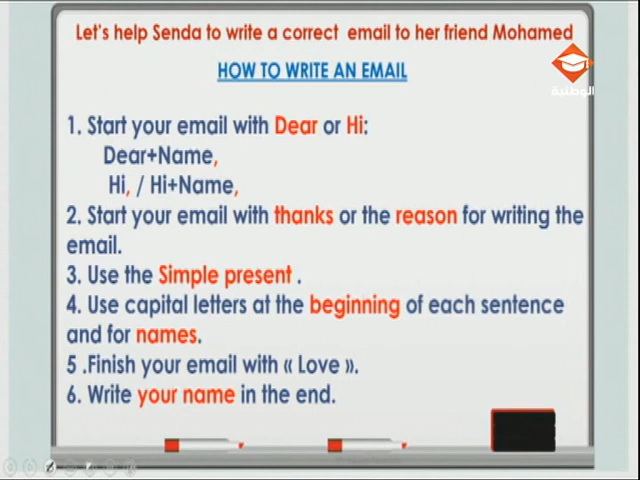 Let's help Senda to write a correct email to her friend Mohamed
HOW TO WRITE AN EMAIL
الوطنية
1. Start your email with Dear or Hi:
Dear+Name,
Hi, / Hi+Name,
2. Start your email with thanks or the reason for writing the
email.
3. Use the Simple present .
4. Use capital letters at the beginning of each sentence
and for names.
5 .Finish your email with « Love ».
6. Write your name in the end.